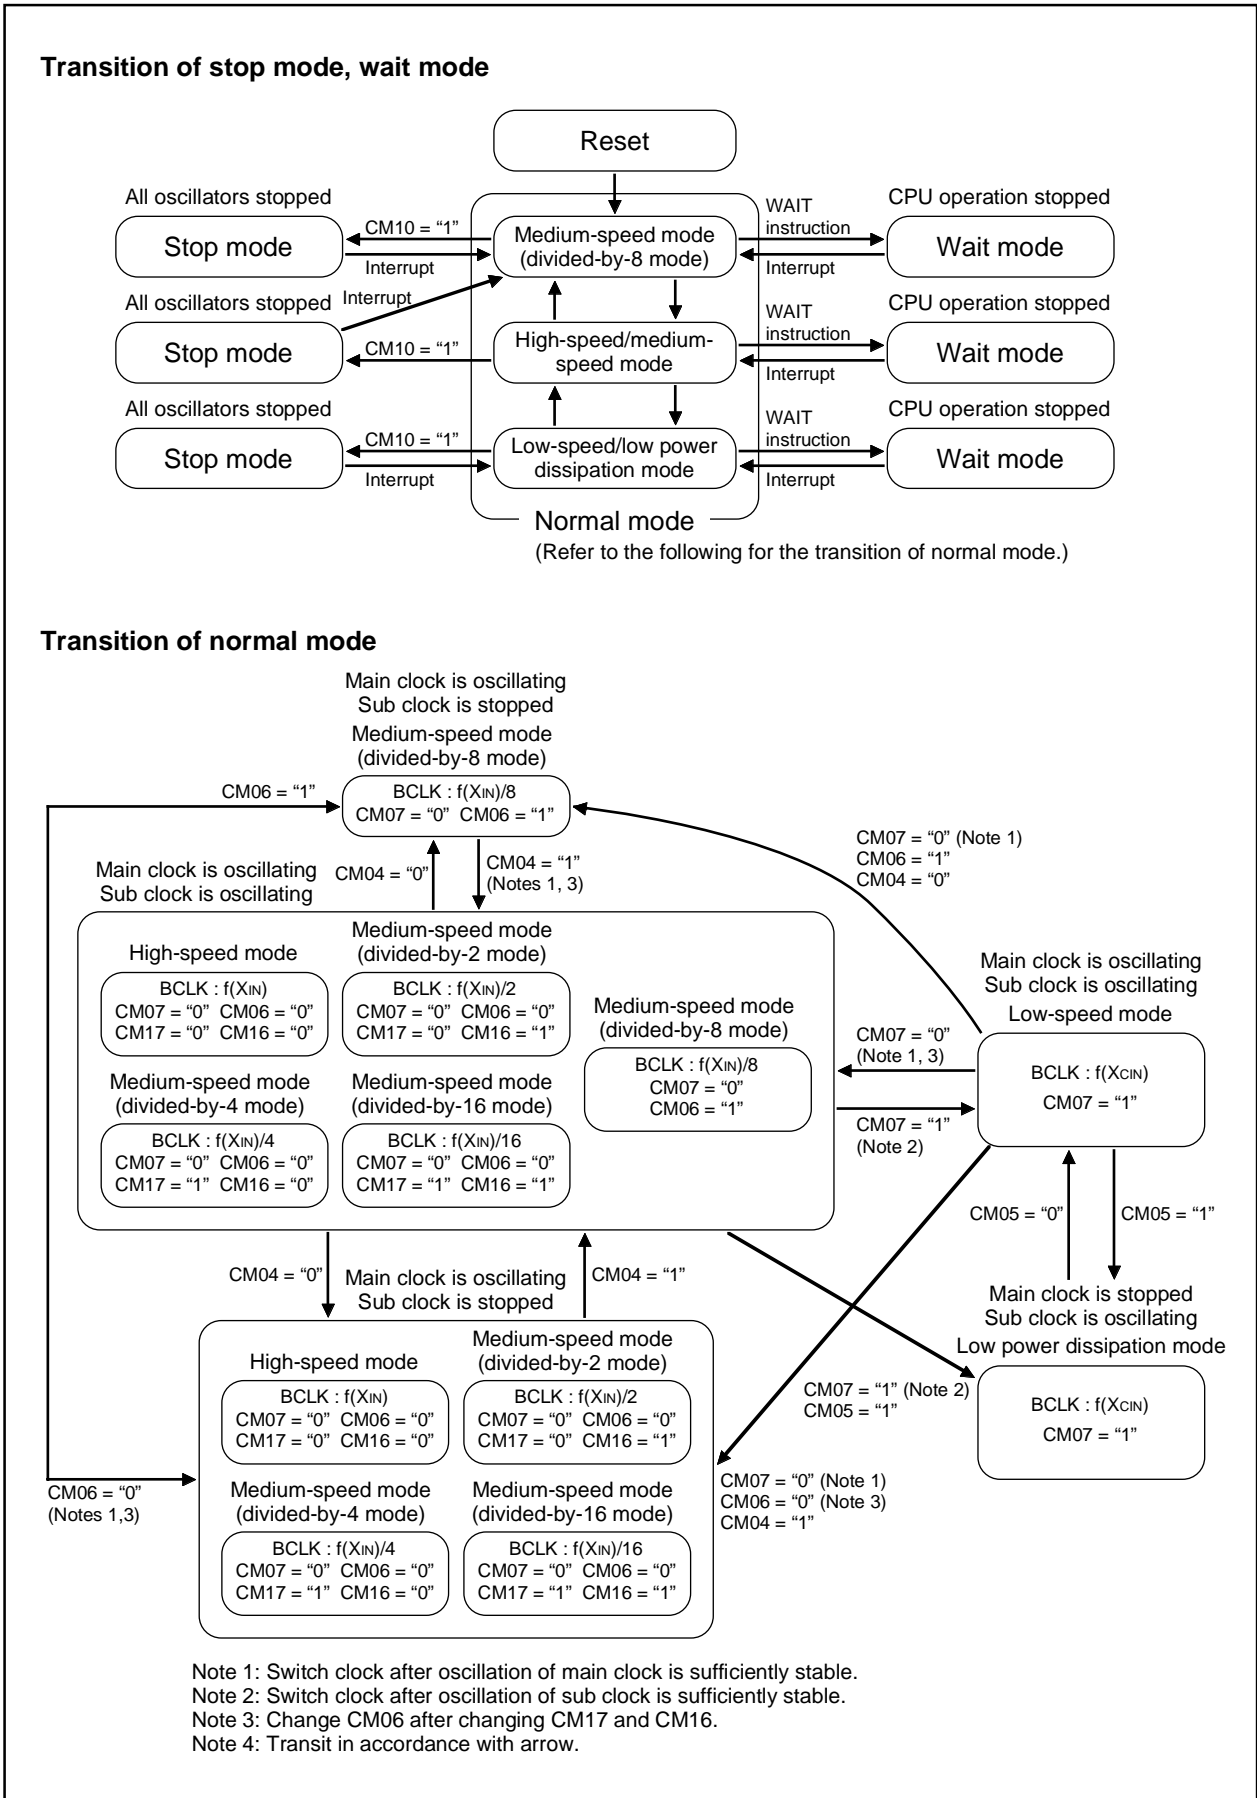 Transition of stop mode, wait mode
Reset
All oscillators stopped
Stop mode
CM10 = “1”
Interrupt
Medium-speed mode
(divided-by-8 mode)
WAIT
instruction
Interrupt
CPU operation stopped
Wait mode
All oscillators stopped
Stop mode
Interrupt
CM10 = “1”
High-speed/medium-
speed mode
WAIT
instruction
Interrupt
CPU operation stopped
Wait mode
All oscillators stopped
Stop mode
CM10 = “1”
Interrupt
Low-speed/low power
dissipation mode
WAIT
instruction
Interrupt
CPU operation stopped
Wait mode
Normal mode
(Refer to the following for the transition of normal mode.)
Transition of normal mode
Main clock is oscillating
Sub clock is stopped
Medium-speed mode
(divided-by-8 mode)
BCLK : f(XIN)/8
CM07 = “0” CM06 = “1”
CM06 = “1”
CM04 = “0”
CM04 = “1”
(Notes 1, 3)
CM07 = “0” (Note 1)
CM06 = “1”
CM04 = “0”
Main clock is oscillating
Sub clock is oscillating
High-speed mode
BCLK : f(XIN)
CM07 = “0” CM06 = “0”
CM17 = “0” CM16 = “0”
Medium-speed mode
(divided-by-2 mode)
BCLK : f(XIN)/2
CM07 = “0” CM06 = “0”
CM17 = “0” CM16 = “1”
Medium-speed mode
(divided-by-8 mode)
BCLK : f(XIN)/8
CM07 = “0”
CM06 = “1”
Medium-speed mode
(divided-by-4 mode)
BCLK : f(XIN)/4
CM07 = “0” CM06 = “0”
CM17 = “1” CM16 = “0”
Medium-speed mode
(divided-by-16 mode)
BCLK : f(XIN)/16
CM07 = “0” CM06 = “0”
CM17 = “1” CM16 = “1”
CM07 = “0”
(Note 1, 3)
CM07 = “1”
(Note 2)
Main clock is oscillating
Sub clock is oscillating
Low-speed mode
BCLK : f(XCIN)
CM07 = “1”
CM05 = “0”
CM05 = “1”
CM04 = “0”
Main clock is oscillating
Sub clock is stopped
CM04 = “1”
Main clock is stopped
Sub clock is oscillating
Low power dissipation mode
BCLK : f(XCIN)
CM07 = “1”
CM07 = “1” (Note 2)
CM05 = “1”
High-speed mode
BCLK : f(XIN)
CM07 = “0” CM06 = “0”
CM17 = “0” CM16 = “0”
Medium-speed mode
(divided-by-2 mode)
BCLK : f(XIN)/2
CM07 = “0” CM06 = “0”
CM17 = “0” CM16 = “1”
CM06 = “0”
(Notes 1,3)
Medium-speed mode
(divided-by-4 mode)
BCLK : f(XIN)/4
CM07 = “0” CM06 = “0”
CM17 = “1” CM16 = “0”
Medium-speed mode
(divided-by-16 mode)
BCLK : f(XIN)/16
CM07 = “0” CM06 = “0”
CM17 = “1” CM16 = “1”
CM07 = “0” (Note 1)
CM06 = “0” (Note 3)
CM04 = “1”
Note 1: Switch clock after oscillation of main clock is sufficiently stable.
Note 2: Switch clock after oscillation of sub clock is sufficiently stable.
Note 3: Change CM06 after changing CM17 and CM16.
Note 4: Transit in accordance with arrow.